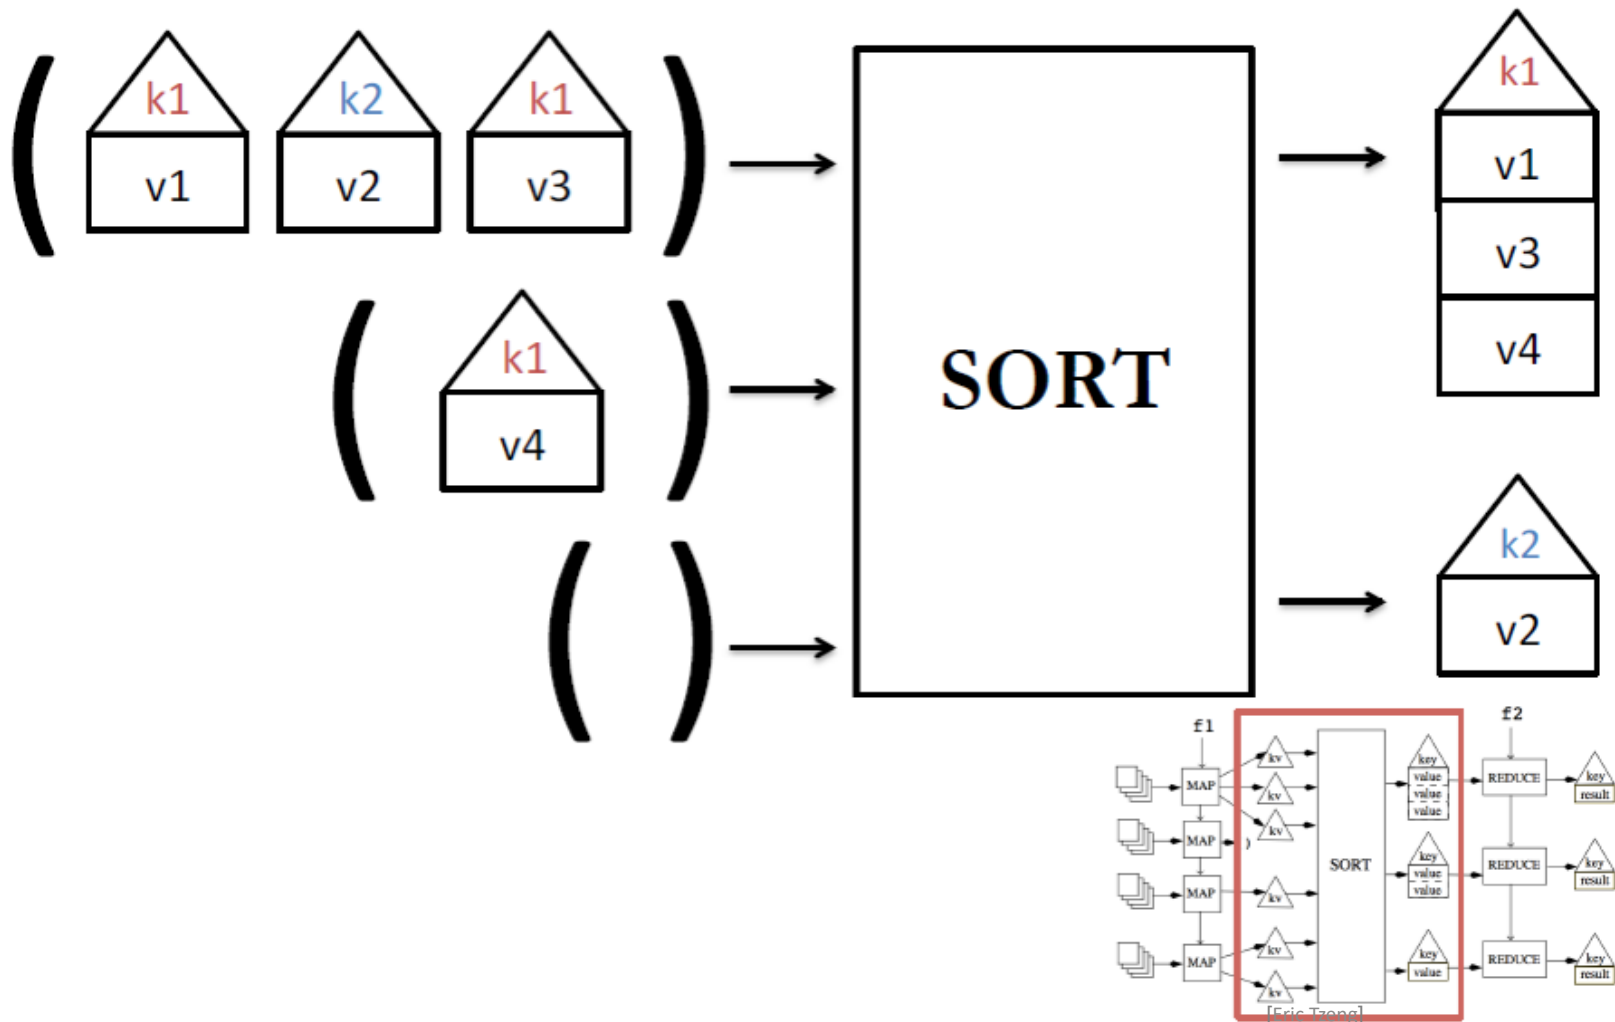 k1 k2 k1
v1 v2 v3
k1
v4
SORT
k1
v1
v3
v4
k2
v2
f1
f2
MAP
MAP
MAP
MAP
kv
kv
kv
kv
kv
kv
)
SORT
key
value
value
value
key
value
value
key
value
REDUCE
REDUCE
REDUCE
key
result
key
result
key
result
[Eric Tzeng]